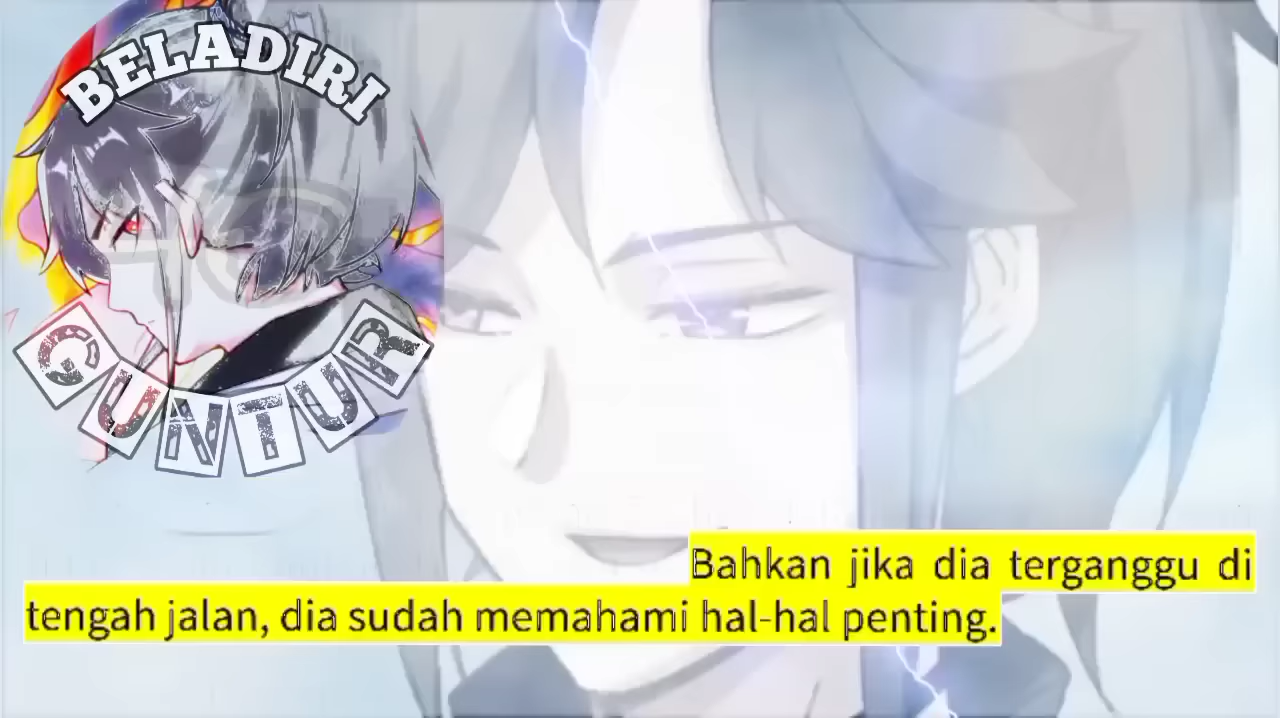 BELADIRI
GUNTUR
Bahkan jika dia terganggu di
tengah jalan, dia sudah memahami hal-hal penting.